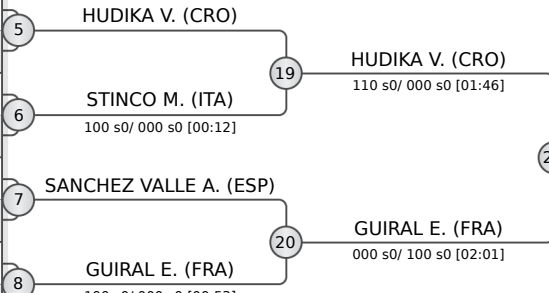 5
HUDIKA V. (CRO)
19
HUDIKA V. (CRO)
110 s0/ 000 s0 [01:46]
6
STINCO M. (ITA)
100 s0/ 000 s0 [00:12]
7
SANCHEZ VALLE A. (ESP)
20
GUIRAL E. (FRA)
000 s0/ 100 s0 [02:01]
8
GUIRAL E. (FRA)